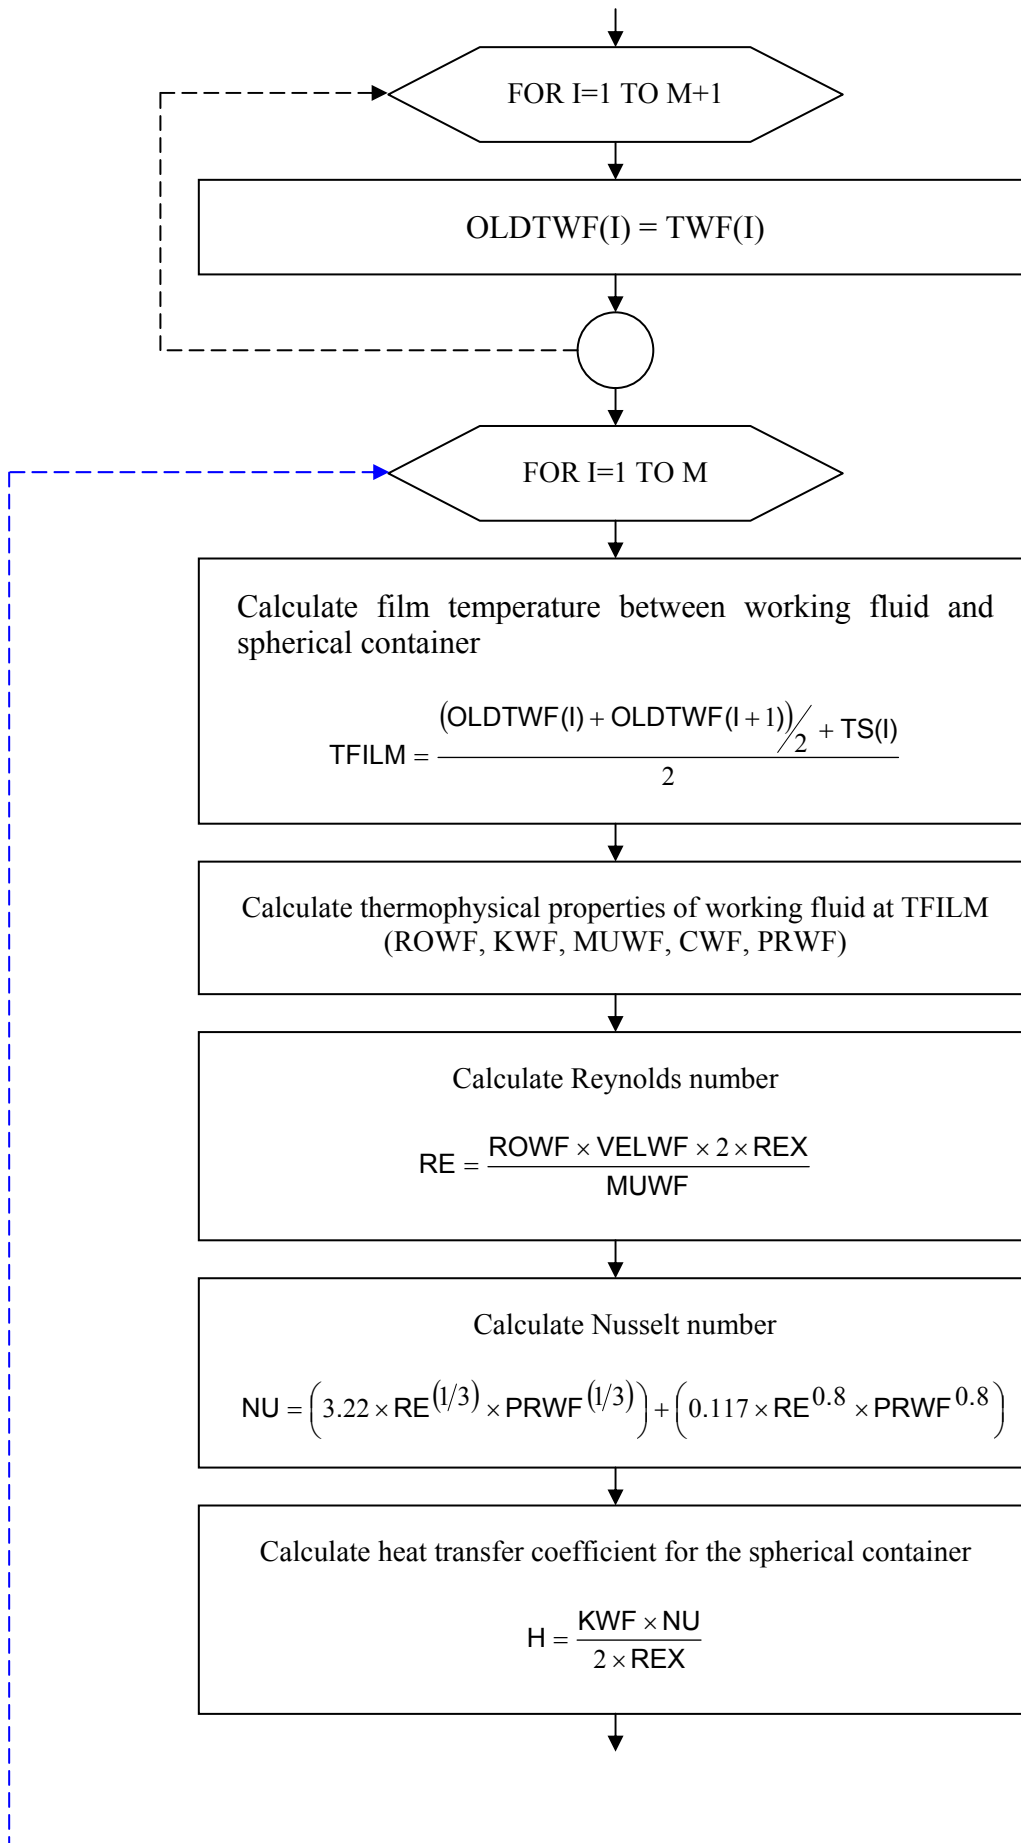 FOR I=1 TO M+1
OLDTWF(I) = TWF(I)
FOR I=1 TO M
Calculate film temperature between working fluid and
spherical container
TFILM = ((OLDTWF(I) + OLDTWF(I + 1))/2 + TS(I))/2
Calculate thermophysical properties of working fluid at TFILM
(ROWF, KWF, MUWF, CWF, PRWF)
Calculate Reynolds number
RE = (ROWF × VELWF × 2 × REX)/MUWF
Calculate Nusselt number
NU = (3.22 × RE^(1/3) × PRWF^(1/3)) + (0.117 × RE^0.8 × PRWF^0.8)
Calculate heat transfer coefficient for the spherical container
H = (KWF × NU)/(2 × REX)